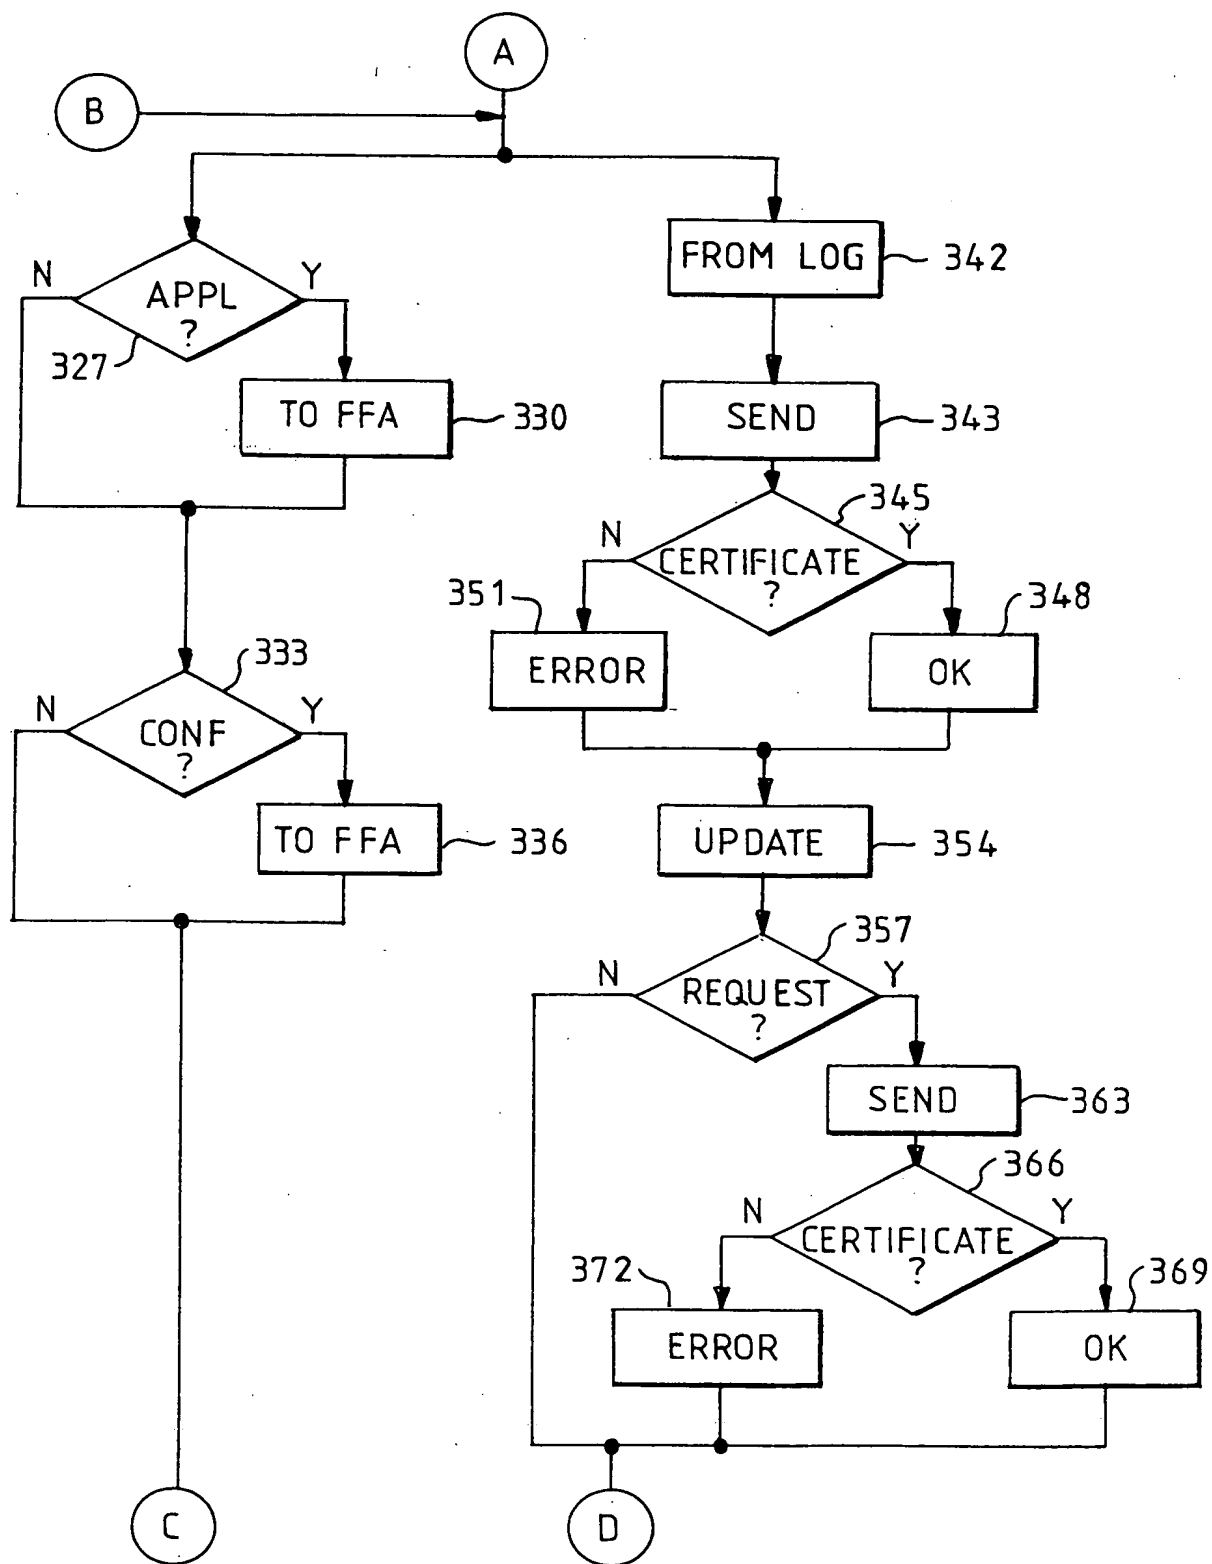 A
B
FROM LOG
342
N
Y
APPL
?
327
TO FFA
330
SEND
343
345
N
Y
CERTIFICATE
?
351
348
ERROR
OK
333
N
Y
CONF
?
TO FFA
336
UPDATE
354
357
N
Y
REQUEST
?
SEND
363
366
N
Y
CERTIFICATE
?
372
369
ERROR
OK
C
D